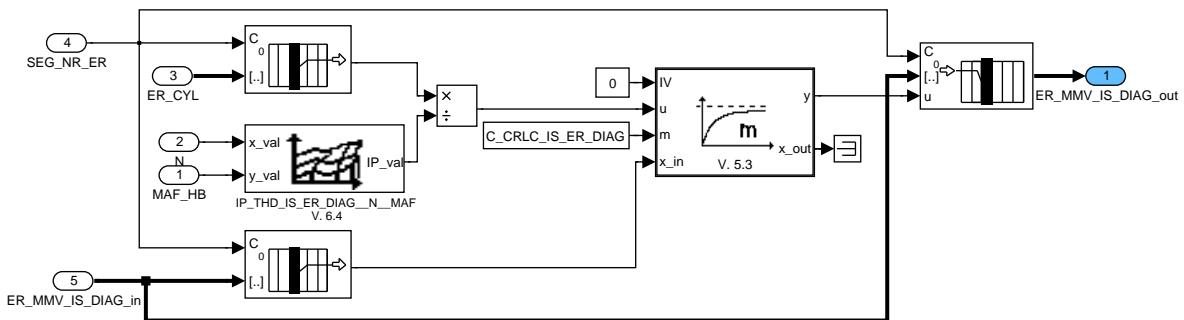 4
SEG_NR_ER
C
0
[..]
3
ER_CYL
×
÷
2
N
1
MAF_HB
x_val
y_val
IP_val
IP_THD_IS_ER_DIAG__N__MAF
V. 6.4
C
0
[..]
5
ER_MMV_IS_DIAG_in
0
C_CRLC_IS_ER_DIAG
IV
u
m
x_in
m
y
x_out
V. 5.3
C
0
[..]
u
1
ER_MMV_IS_DIAG_out